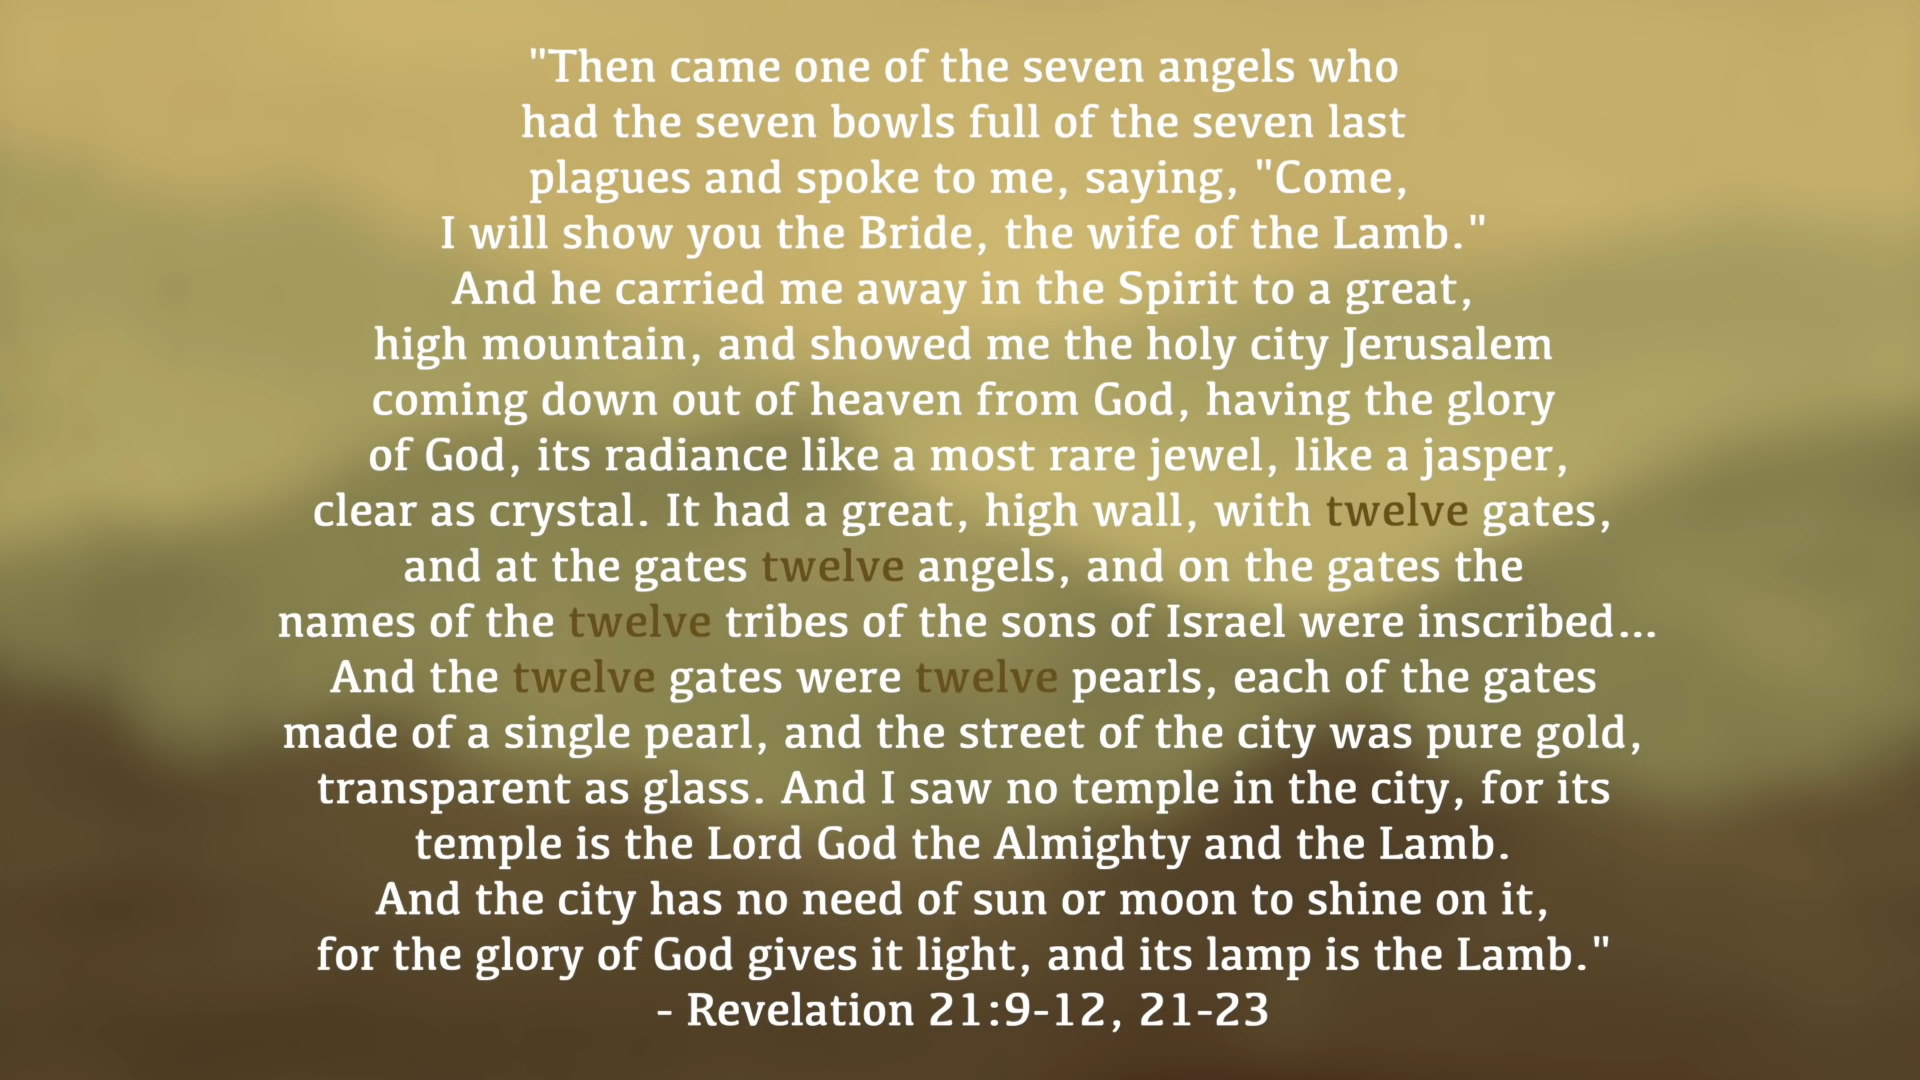 "Then came one of the seven angels who
had the seven bowls full of the seven last
plagues and spoke to me, saying, "Come,
I will show you the Bride, the wife of the Lamb."
And he carried me away in the Spirit to a great,
high mountain, and showed me the holy city Jerusalem
coming down out of heaven from God, having the glory
of God, its radiance like a most rare jewel, like a jasper,
clear as crystal. It had a great, high wall, with twelve gates,
and at the gates twelve angels, and on the gates the
names of the twelve tribes of the sons of Israel were inscribed...
And the twelve gates were twelve pearls, each of the gates
made of a single pearl, and the street of the city was pure gold,
transparent as glass. And I saw no temple in the city, for its
temple is the Lord God the Almighty and the Lamb.
And the city has no need of sun or moon to shine on it,
for the glory of God gives it light, and its lamp is the Lamb."
- Revelation 21:9-12, 21-23